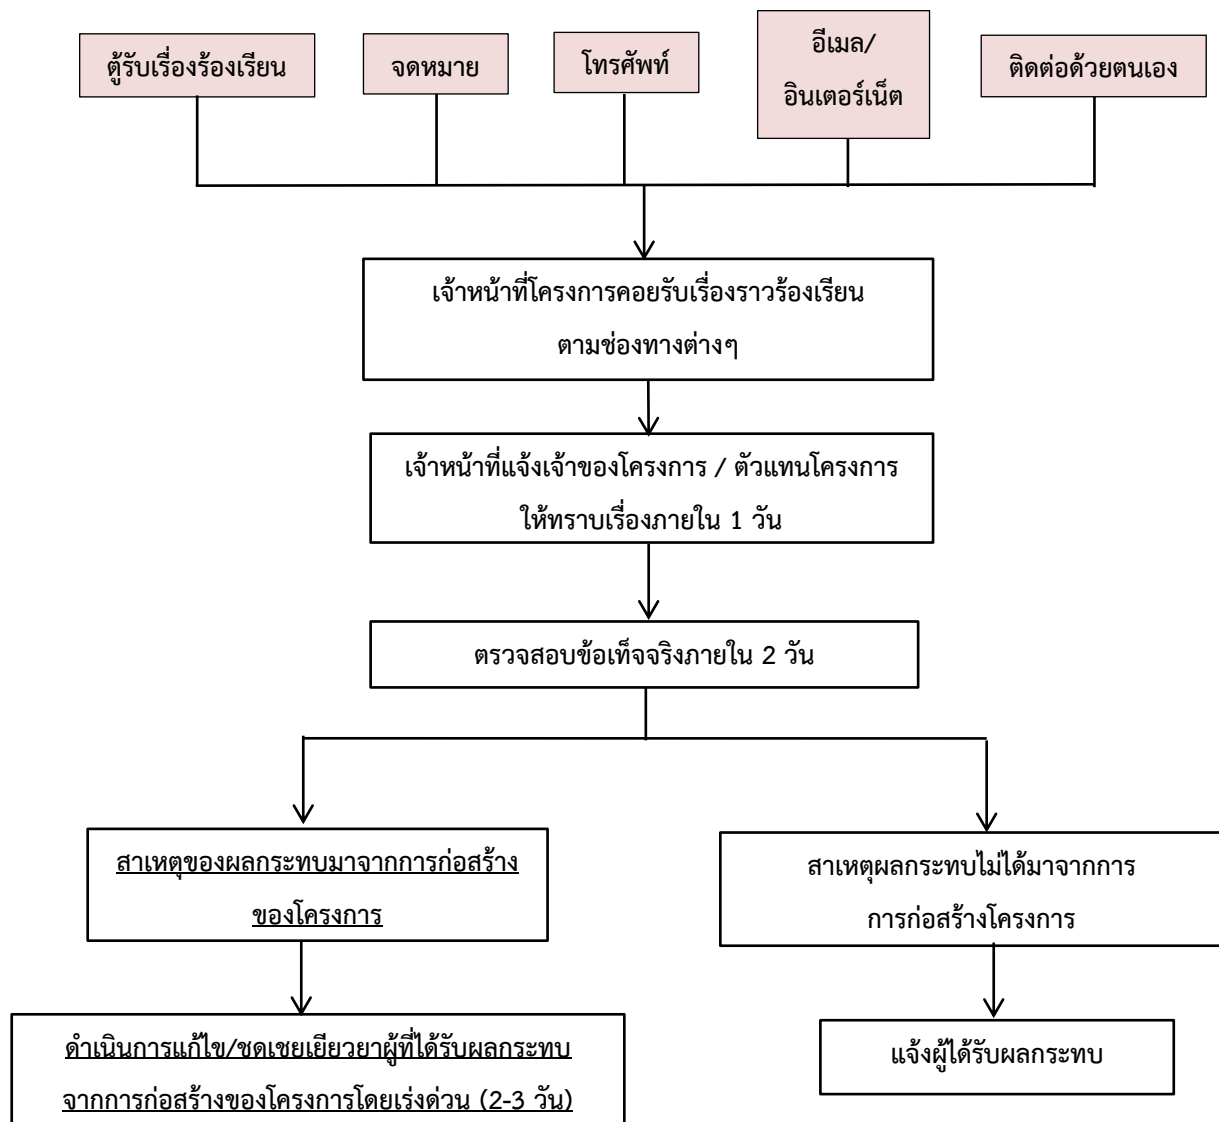 ตู้รับเรื่องร้องเรียน
จดหมาย
โทรศัพท์
อีเมล/
อินเตอร์เน็ต
ติดต่อด้วยตนเอง
เจ้าหน้าที่โครงการคอยรับเรื่องราวร้องเรียน
ตามช่องทางต่างๆ
เจ้าหน้าที่แจ้งเจ้าของโครงการ / ตัวแทนโครงการ
ให้ทราบเรื่องภายใน 1 วัน
ตรวจสอบข้อเท็จจริงภายใน 2 วัน
สาเหตุของผลกระทบมาจากการก่อสร้าง
ของโครงการ
สาเหตุผลกระทบไม่ได้มาจากการ
การก่อสร้างโครงการ
ดำเนินการแก้ไข/ชดเชยเยียวยาผู้ที่ได้รับผลกระทบ
จากการก่อสร้างของโครงการโดยเร่งด่วน (2-3 วัน)
แจ้งผู้ได้รับผลกระทบ